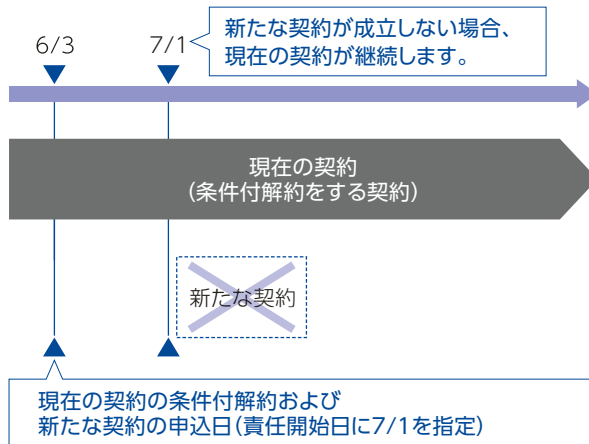 新たな契約が成立しない場合、
現在の契約が継続します。
6/3
7/1
現在の契約
(条件付解約をする契約)
新たな契約
現在の契約の条件付解約および
新たな契約の申込日(責任開始日に7/1を指定)